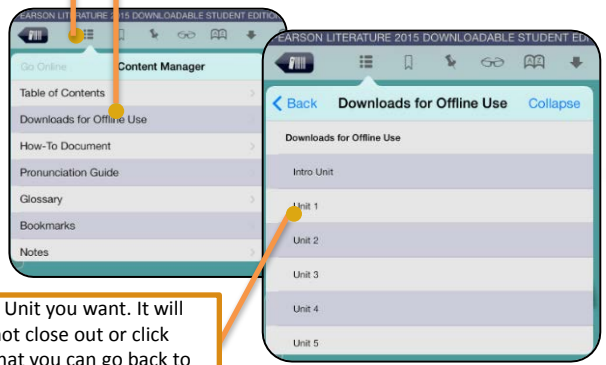 PEARSON LITERATURE 2015 DOWNLOADABLE STUDENT EDITION
Go Online Content Manager
Table of Contents
Downloads for Offline Use
How-To Document
Pronunciation Guide
Glossary
Bookmarks
Notes
PEARSON LITERATURE 2015 DOWNLOADABLE STUDENT EDI
Back Downloads for Offline Use Collapse
Downloads for Offline Use
Intro Unit
Unit 1
Unit 2
Unit 3
Unit 4
Unit 5
Unit you want. It will
not close out or click
hat you can go back to